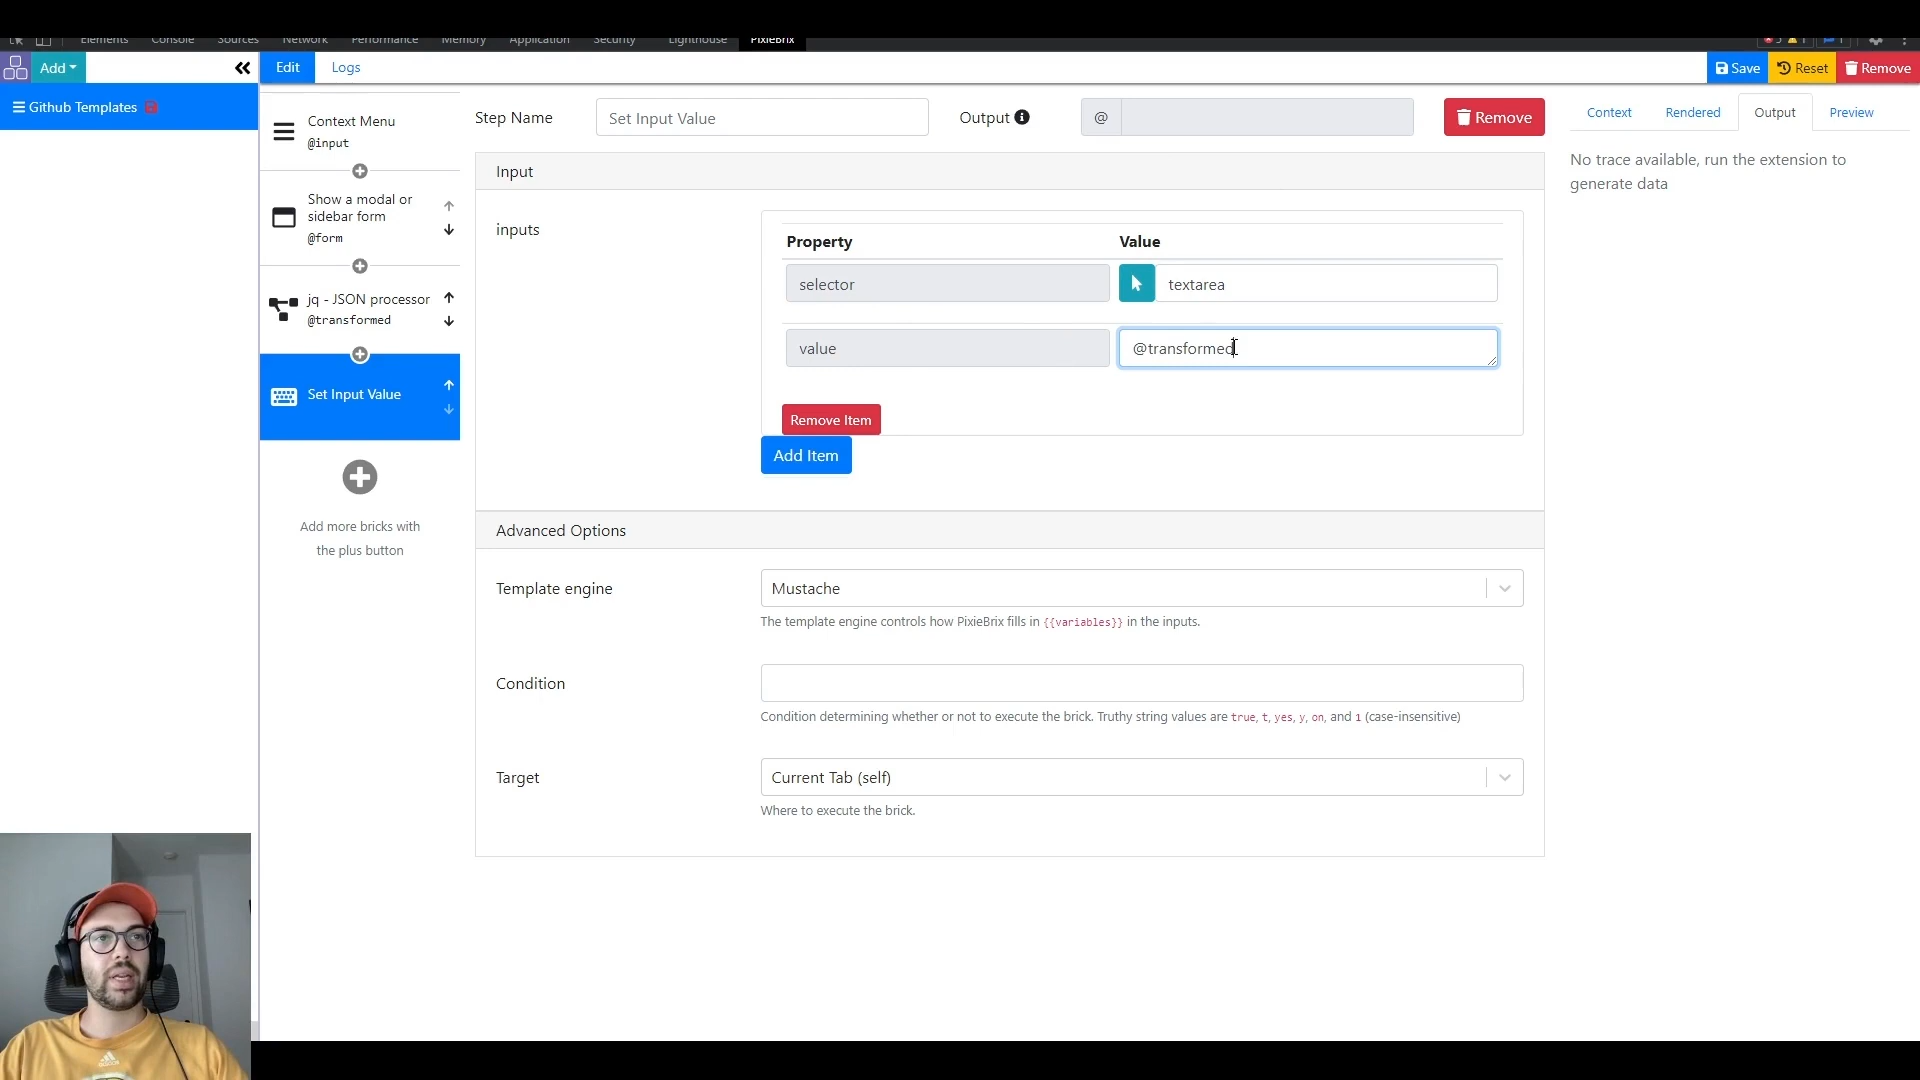 Elements Console Sources Network Performance Memory Application Security Lighthouse PixieBrix
Add
Edit
Logs
Save
Reset
Remove
Github Templates
Context Menu
@input
Show a modal or
sidebar form
@form
jq - JSON processor
@transformed
Set Input Value
Add more bricks with
the plus button
Step Name
Set Input Value
Output
@
Remove
Input
inputs
Property
Value
selector
textarea
value
@transformed
Remove Item
Add Item
Advanced Options
Template engine
Mustache
The template engine controls how PixieBrix fills in {{variables}} in the inputs.
Condition
Condition determining whether or not to execute the brick. Truthy string values are true, t, yes, y, on, and 1 (case-insensitive)
Target
Current Tab (self)
Where to execute the brick.
Context
Rendered
Output
Preview
No trace available, run the extension to
generate data